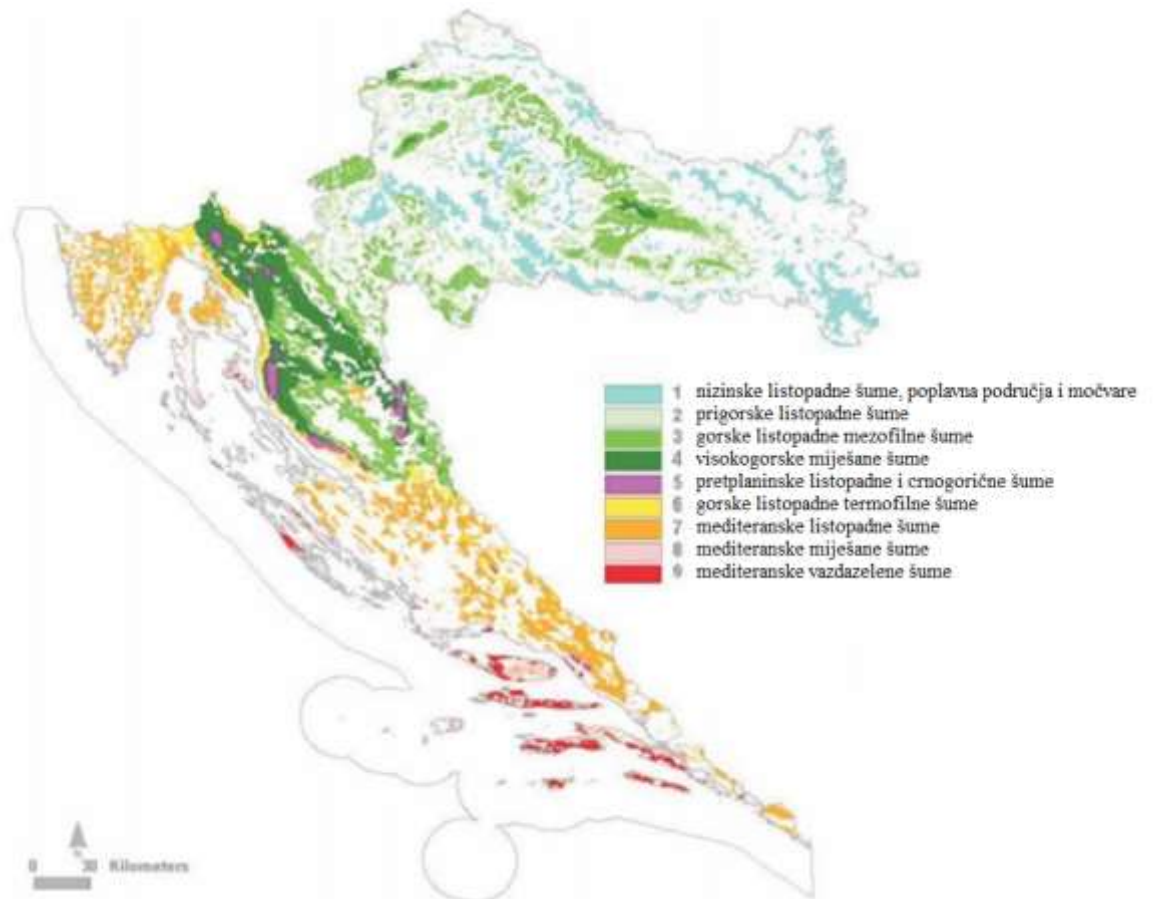 1 nizinske listopadne šume, poplavna područja i močvare
2 prigorske listopadne šume
3 gorske listopadne mezofilne šume
4 visokogorske miješane šume
5 pretplaninske listopadne i crnogorične šume
6 gorske listopadne termofilne šume
7 mediteranske listopadne šume
8 mediteranske miješane šume
9 mediteranske vazdazelene šume
0 30 Kilometers